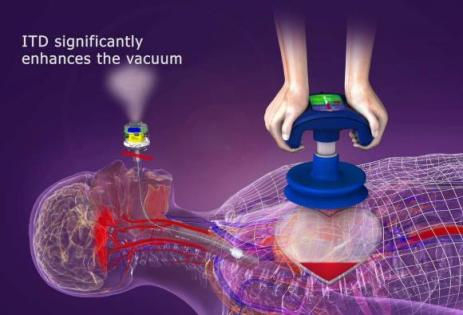 ITD significantly
enhances the vacuum